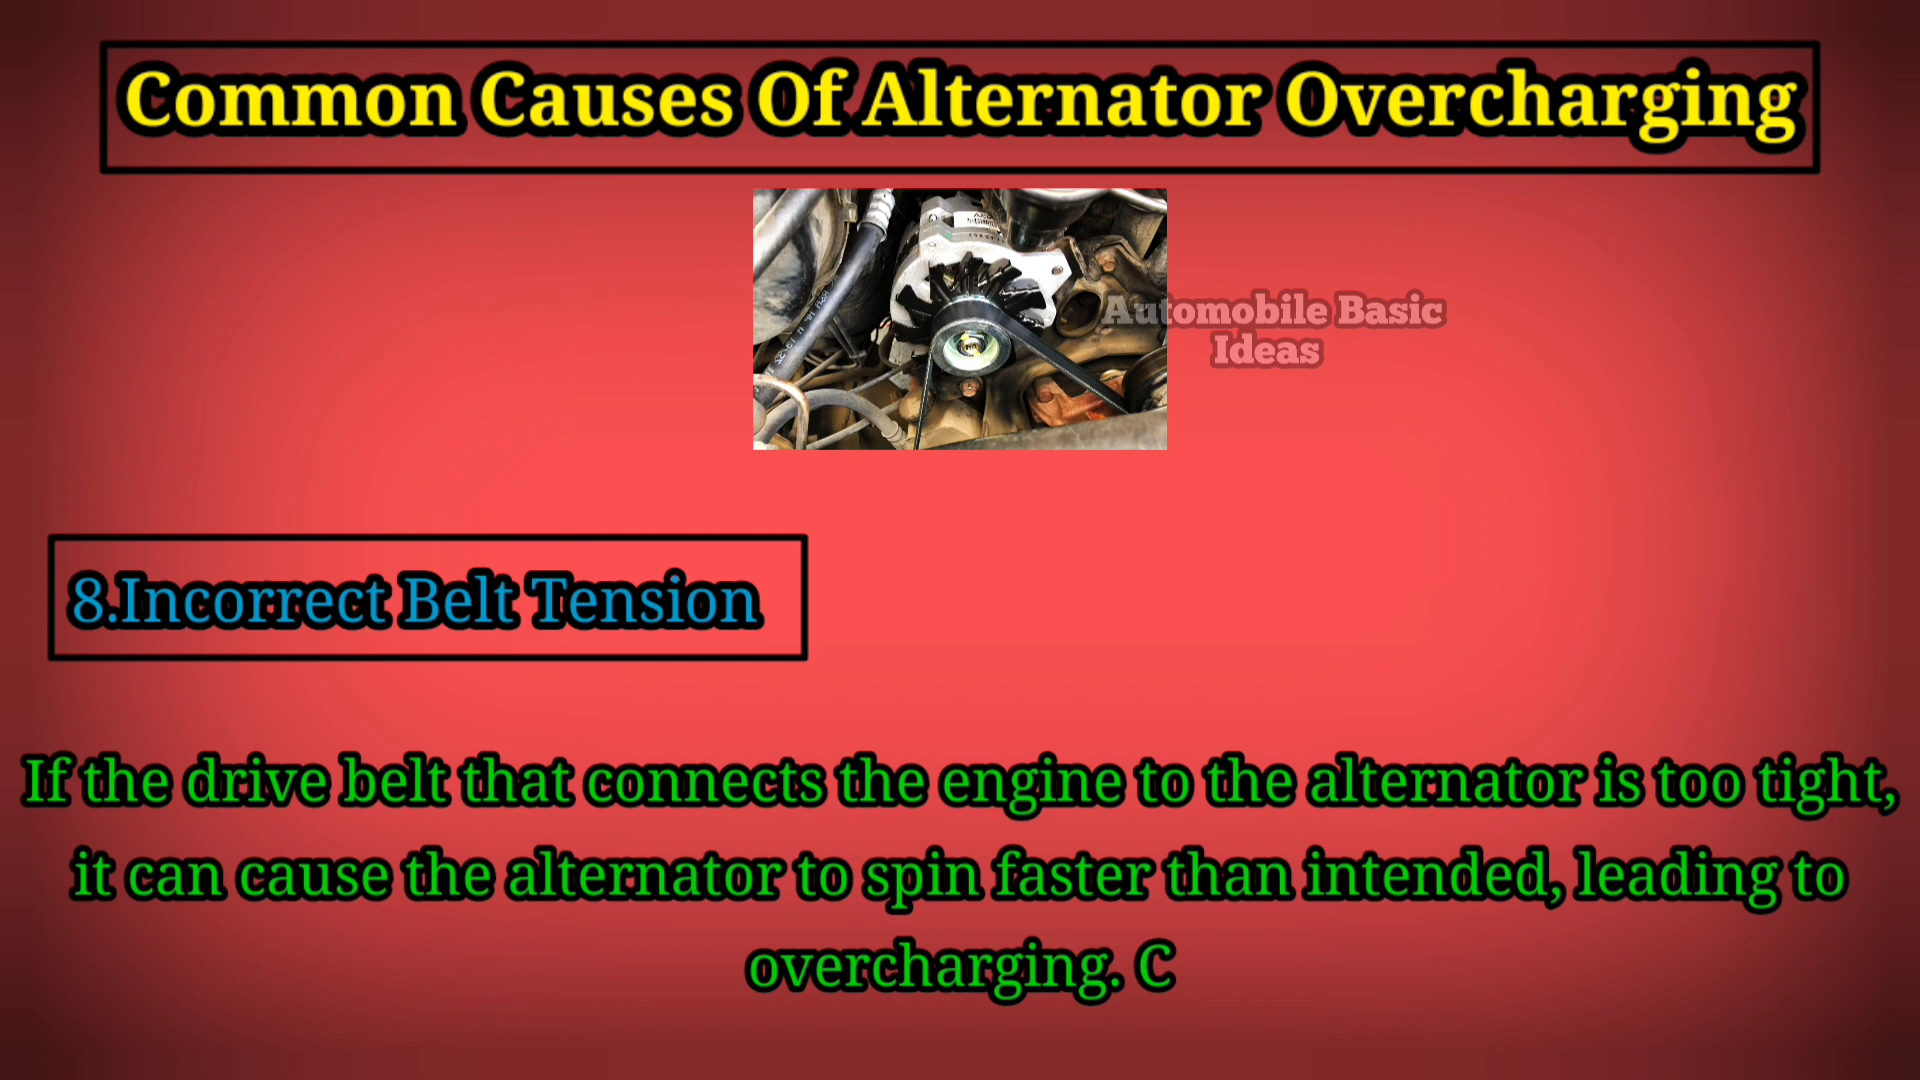 Common Causes Of Alternator Overcharging
Automobile Basic
Ideas
8.Incorrect Belt Tension
If the drive belt that connects the engine to the alternator is too tight,
it can cause the alternator to spin faster than intended, leading to
overcharging. C